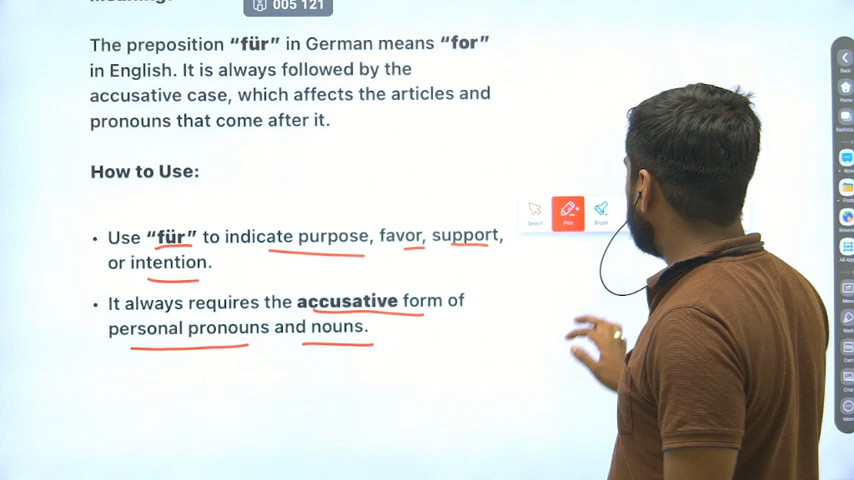 005 121
The preposition “für” in German means “for”
in English. It is always followed by the
accusative case, which affects the articles and
pronouns that come after it.
How to Use:
• Use “für” to indicate purpose, favor, support,
or intention.
• It always requires the accusative form of
personal pronouns and nouns.
Select Pen Brush
Back
Home
Menu